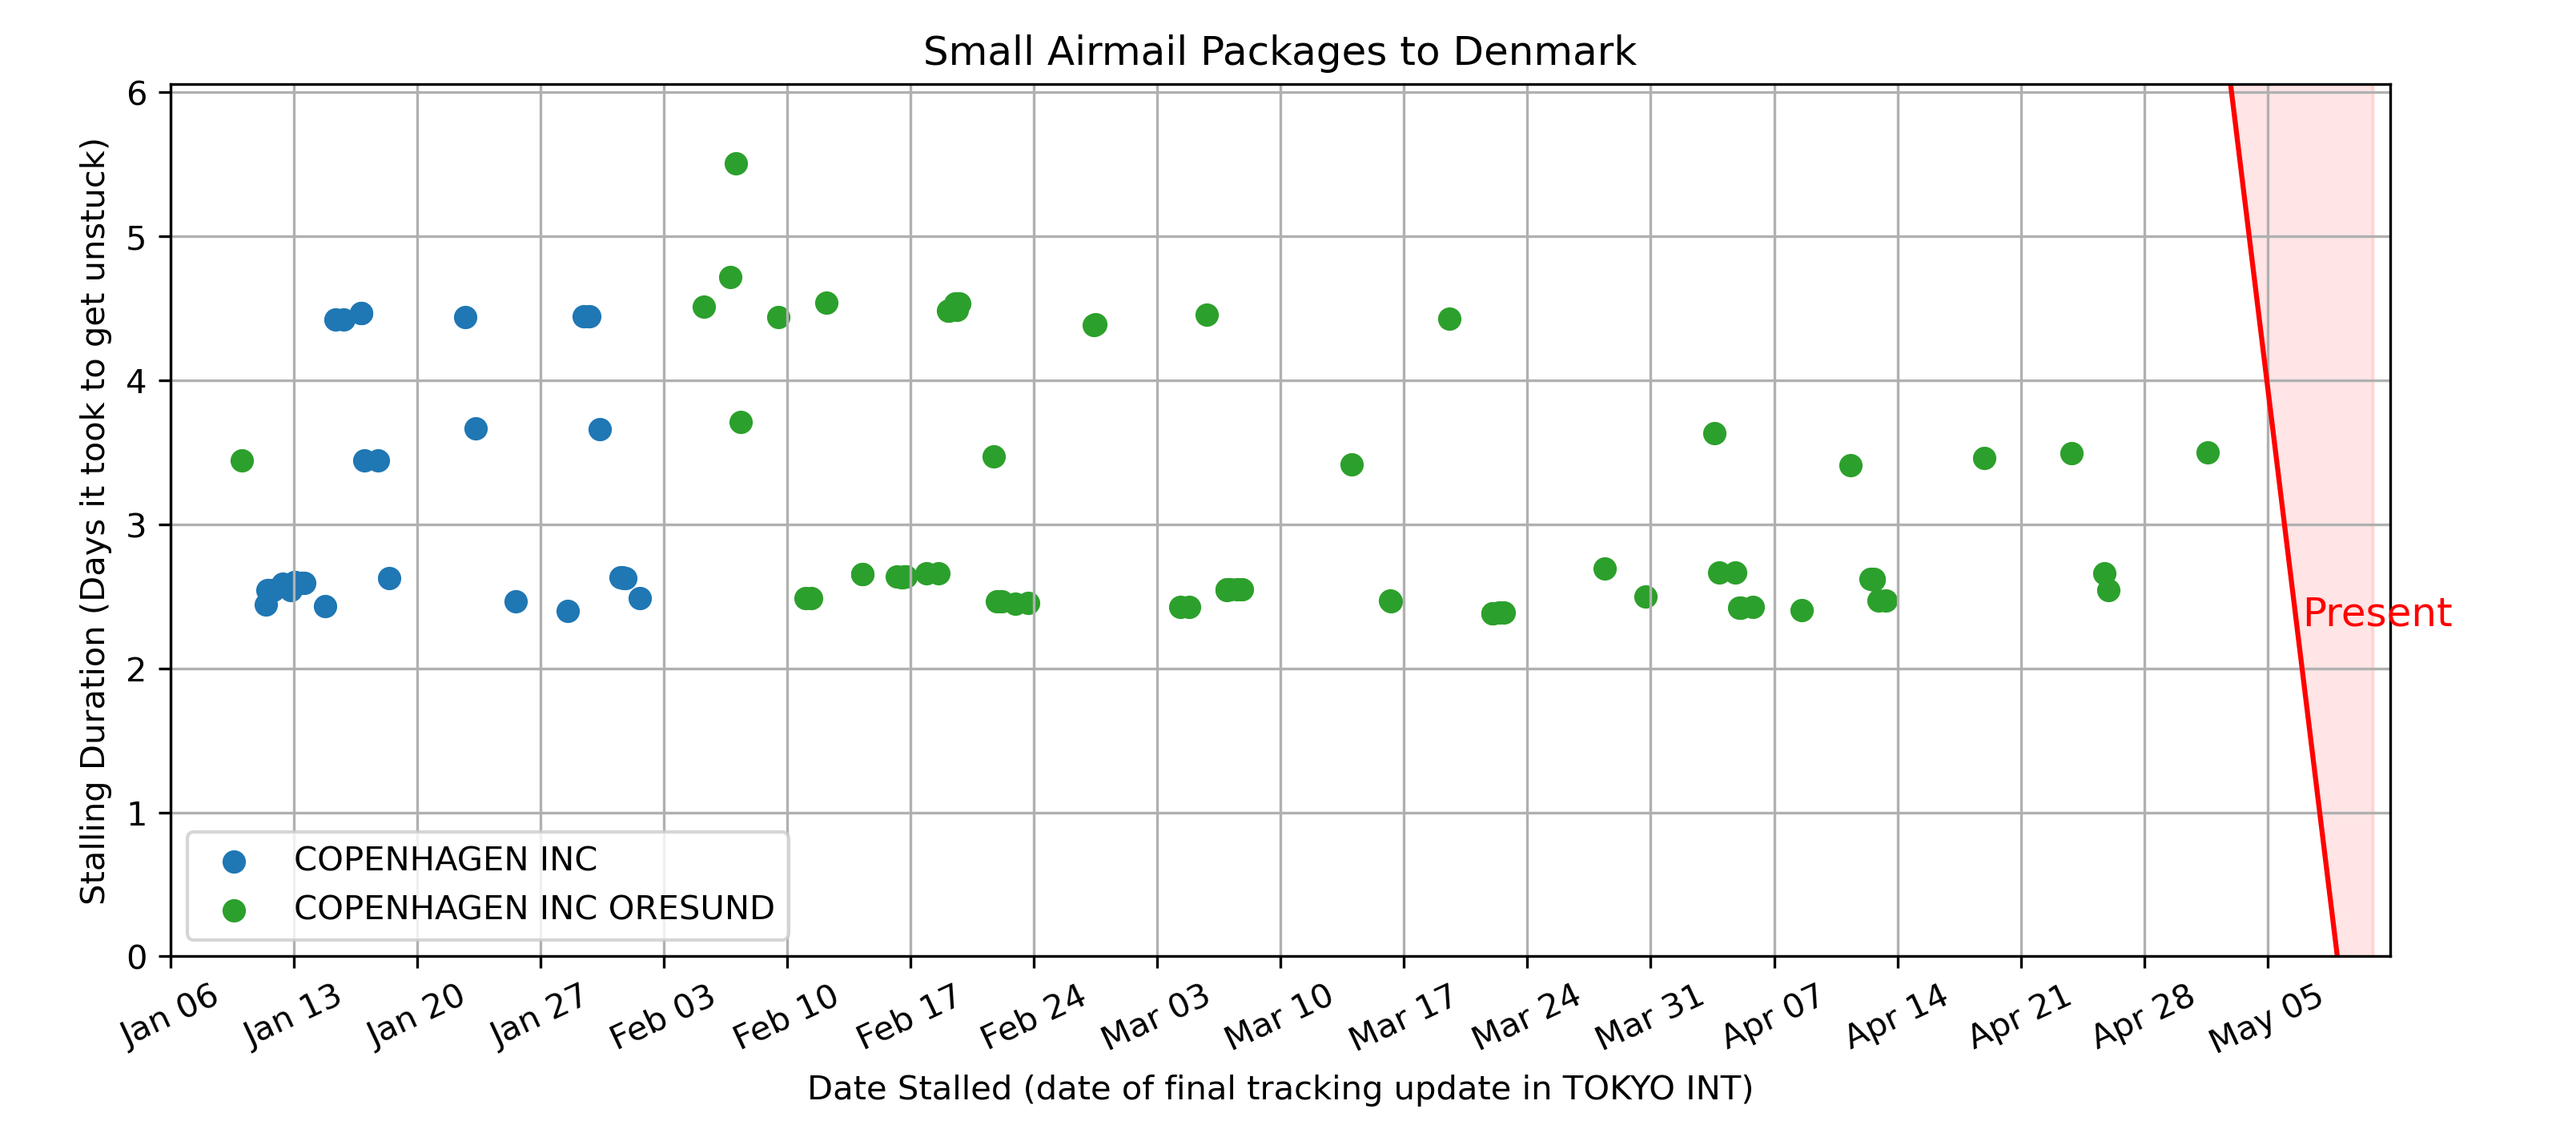 Small Airmail Packages to Denmark
Stalling Duration (Days it took to get unstuck)
6
5
4
3
2
1
0
Present
COPENHAGEN INC
COPENHAGEN INC ORESUND
Jan 06
Jan 13
Jan 20
Jan 27
Feb 03
Feb 10
Feb 17
Feb 24
Mar 03
Mar 10
Mar 17
Mar 24
Mar 31
Apr 07
Apr 14
Apr 21
Apr 28
May 05
Date Stalled (date of final tracking update in TOKYO INT)